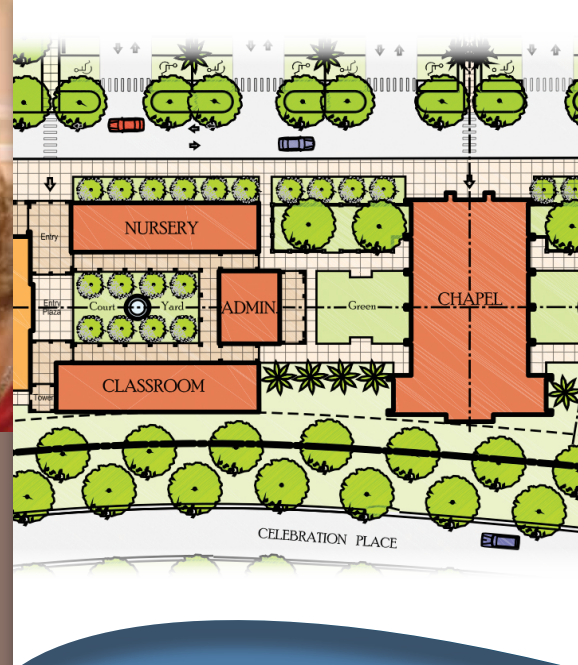 NURSERY
Entry
Entry
Plaza
Court Yard
ADMIN.
Green
CHAPEL
CLASSROOM
Tower
CELEBRATION PLACE